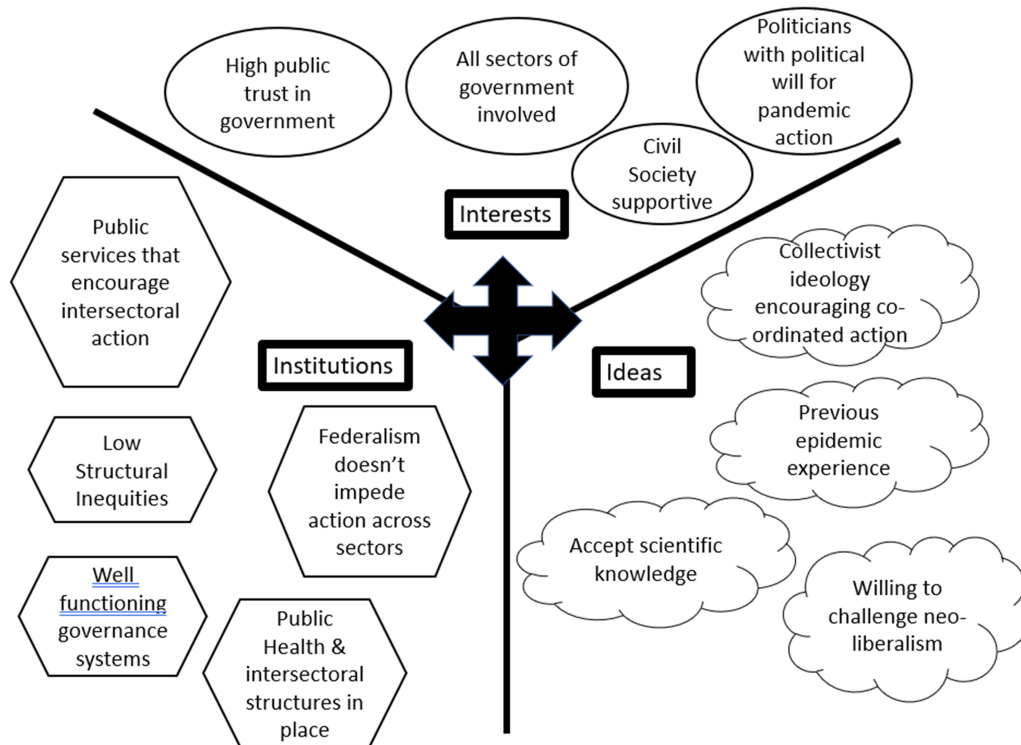 High public
trust in
government
All sectors of
government
involved
Politicians
with political
will for
pandemic
action
Civil
Society
supportive
Interests
Public
services that
encourage
intersectoral
action
Institutions
Low
Structural
Inequities
Federalism
doesn’t
impede
action across
sectors
Well
functioning
governance
systems
Public
Health &
intersectoral
structures in
place
Ideas
Collectivist
ideology
encouraging co-
ordinated action
Previous
epidemic
experience
Accept scientific
knowledge
Willing to
challenge neo-
liberalism